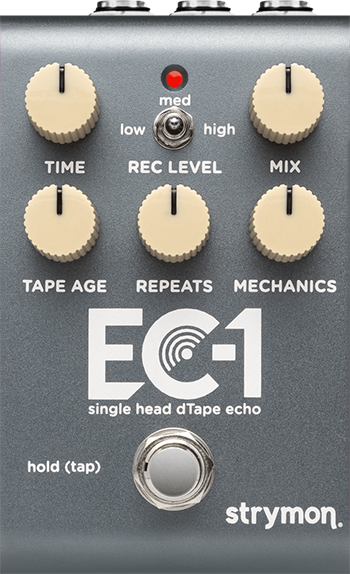 med
low high
TIME REC LEVEL MIX
TAPE AGE REPEATS MECHANICS
EC-1
single head dTape echo
hold (tap)
strymon.